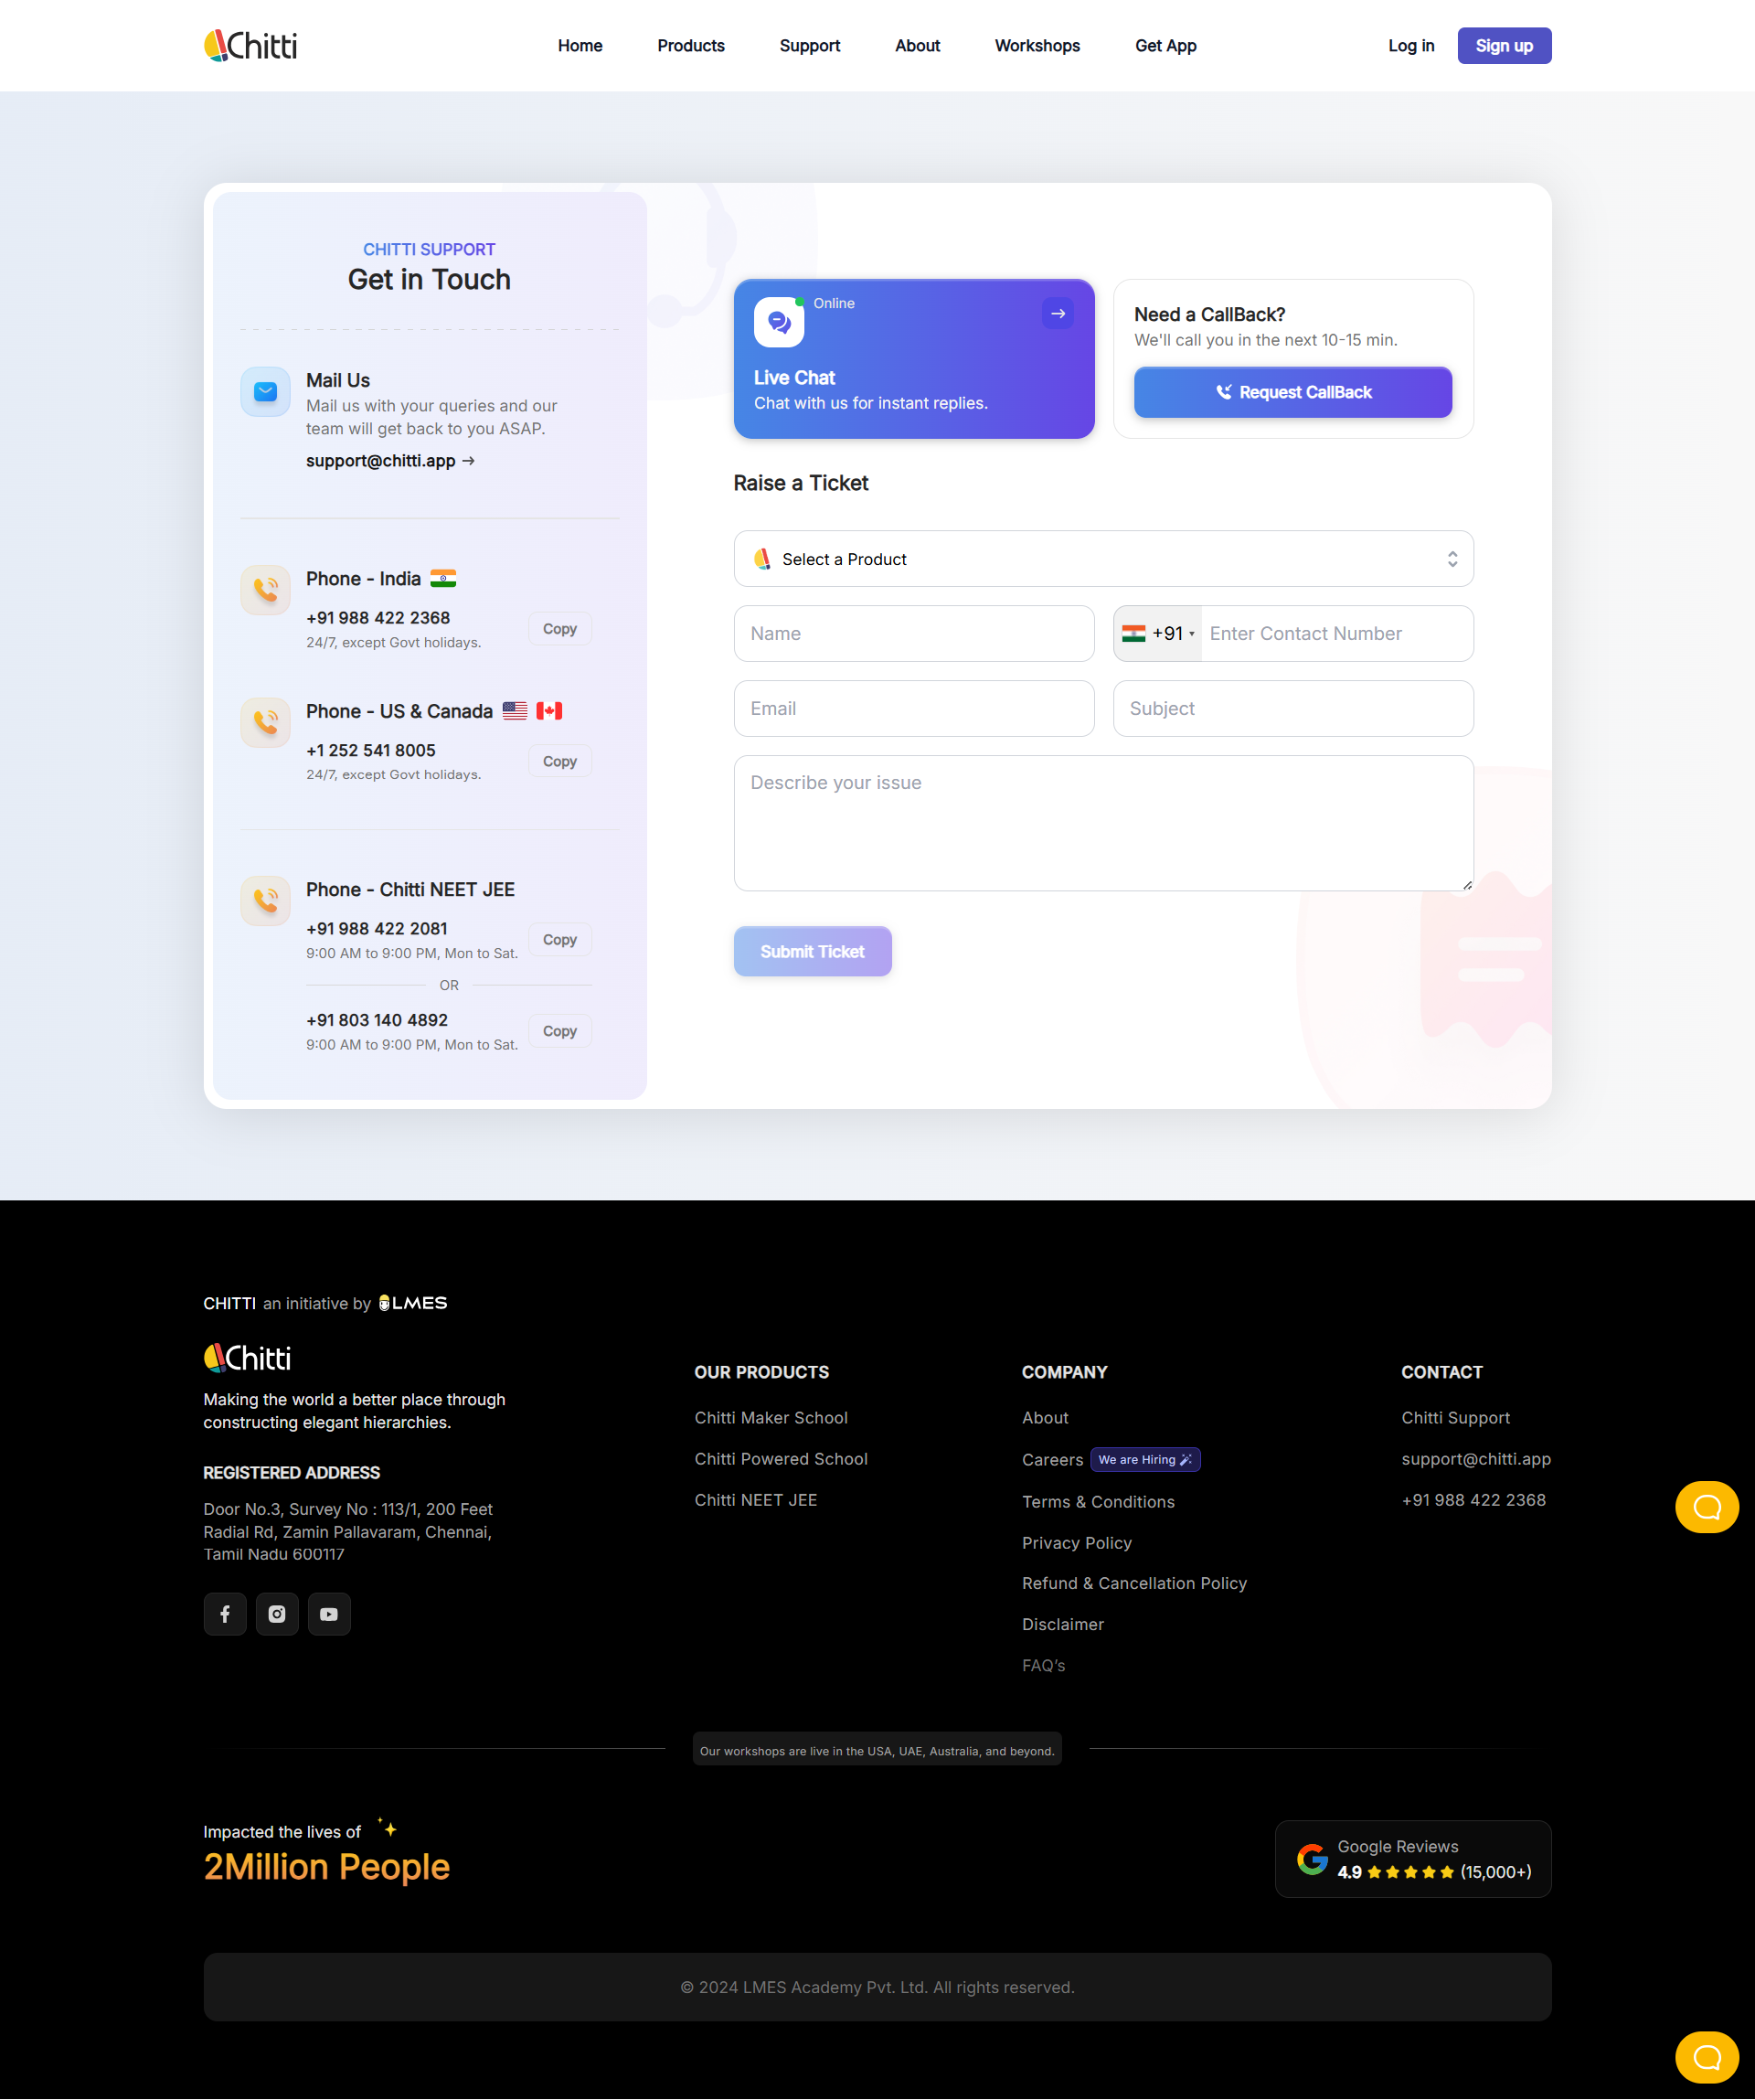 Chitti
Home
Products
Support
About
Workshops
Get App
Log in
Sign up
CHITTI SUPPORT
Get in Touch
Mail Us
Mail us with your queries and our
team will get back to you ASAP.
support@chitti.app →
Phone - India
+91 988 422 2368
24/7, except Govt holidays.
Copy
Phone - US & Canada
+1 252 541 8005
24/7, except Govt holidays.
Copy
Phone - Chitti NEET JEE
+91 988 422 2081
9:00 AM to 9:00 PM, Mon to Sat.
Copy
OR
+91 803 140 4892
9:00 AM to 9:00 PM, Mon to Sat.
Copy
Online
Live Chat
Chat with us for instant replies.
Need a CallBack?
We'll call you in the next 10-15 min.
Request CallBack
Raise a Ticket
Select a Product
Name
+91
Enter Contact Number
Email
Subject
Describe your issue
Submit Ticket
CHITTI an initiative by LMES
Chitti
Making the world a better place through
constructing elegant hierarchies.
REGISTERED ADDRESS
Door No.3, Survey No : 113/1, 200 Feet
Radial Rd, Zamin Pallavaram, Chennai,
Tamil Nadu 600117
OUR PRODUCTS
Chitti Maker School
Chitti Powered School
Chitti NEET JEE
COMPANY
About
Careers
We are Hiring
Terms & Conditions
Privacy Policy
Refund & Cancellation Policy
Disclaimer
FAQ's
CONTACT
Chitti Support
support@chitti.app
+91 988 422 2368
Our workshops are live in the USA, UAE, Australia, and beyond.
Impacted the lives of
2Million People
Google Reviews
4.9 ★★★★★ (15,000+)
© 2024 LMES Academy Pvt. Ltd. All rights reserved.